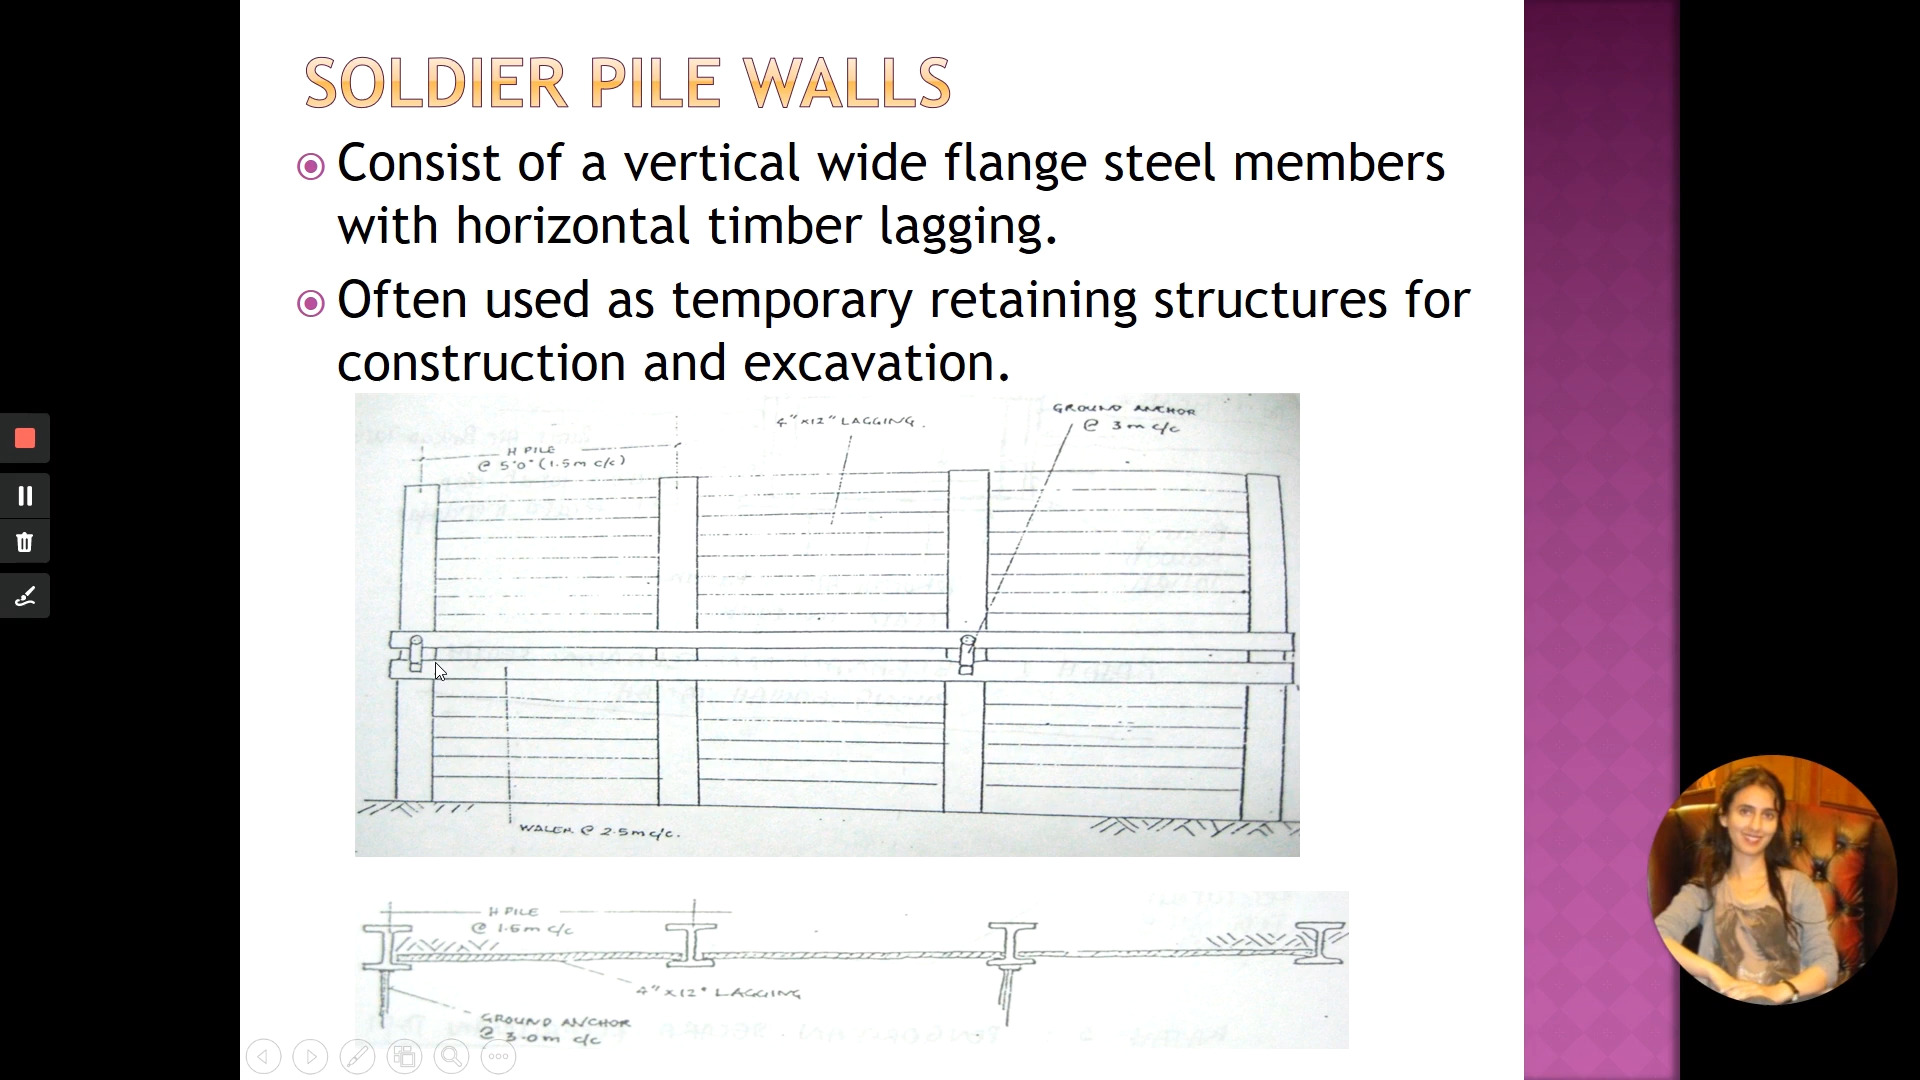 SOLDIER PILE WALLS
Consist of a vertical wide flange steel members
with horizontal timber lagging.
Often used as temporary retaining structures for
construction and excavation.
4"x12" LAGGING.
GROUND ANCHOR
@ 3m c/c
H PILE
@ 5'0" (1.5m c/c)
WALER @ 2.5m c/c.
H PILE
@ 1.5m c/c
4"x12" LAGGING
GROUND ANCHOR
@ 3.0m c/c